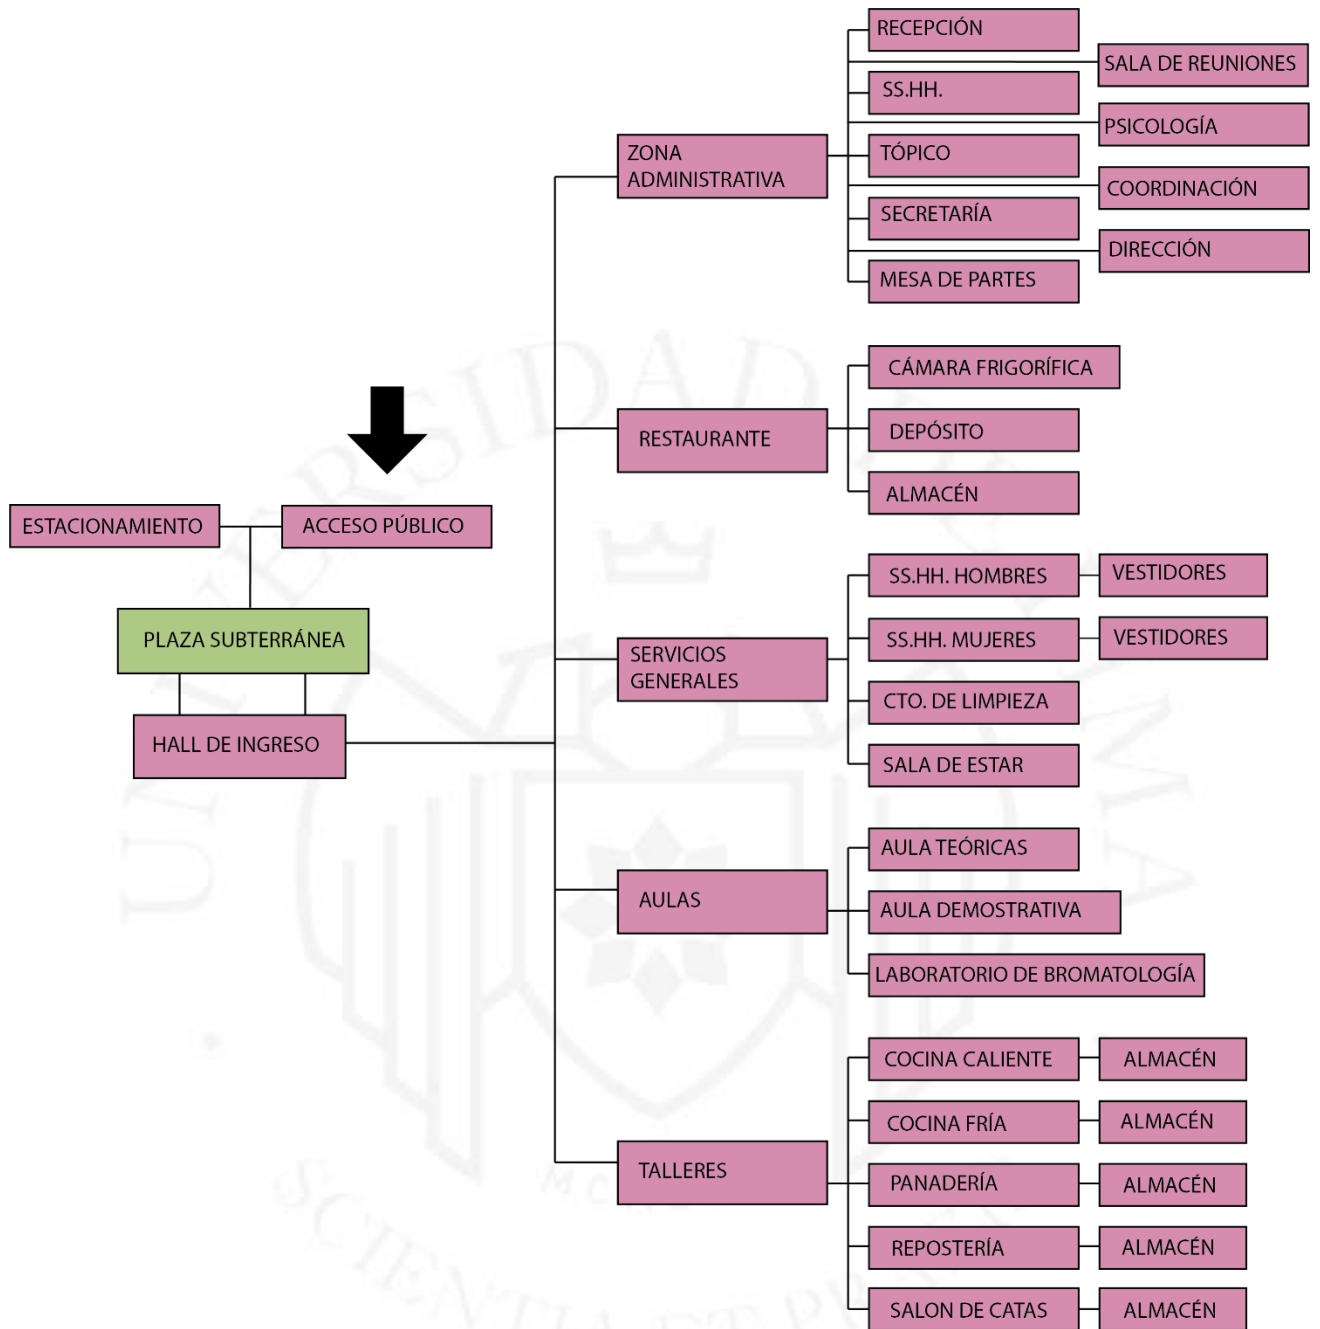 RECEPCIÓN
SALA DE REUNIONES
SS.HH.
PSICOLOGÍA
ZONA
ADMINISTRATIVA
TÓPICO
COORDINACIÓN
SECRETARÍA
DIRECCIÓN
MESA DE PARTES
CÁMARA FRIGORÍFICA
RESTAURANTE
DEPÓSITO
ALMACÉN
ESTACIONAMIENTO
ACCESO PÚBLICO
PLAZA SUBTERRÁNEA
HALL DE INGRESO
SS.HH. HOMBRES
VESTIDORES
SS.HH. MUJERES
VESTIDORES
SERVICIOS
GENERALES
CTO. DE LIMPIEZA
SALA DE ESTAR
AULA TEÓRICAS
AULAS
AULA DEMOSTRATIVA
LABORATORIO DE BROMATOLOGÍA
COCINA CALIENTE
ALMACÉN
COCINA FRÍA
ALMACÉN
TALLERES
PANADERÍA
ALMACÉN
REPOSTERÍA
ALMACÉN
SALON DE CATAS
ALMACÉN